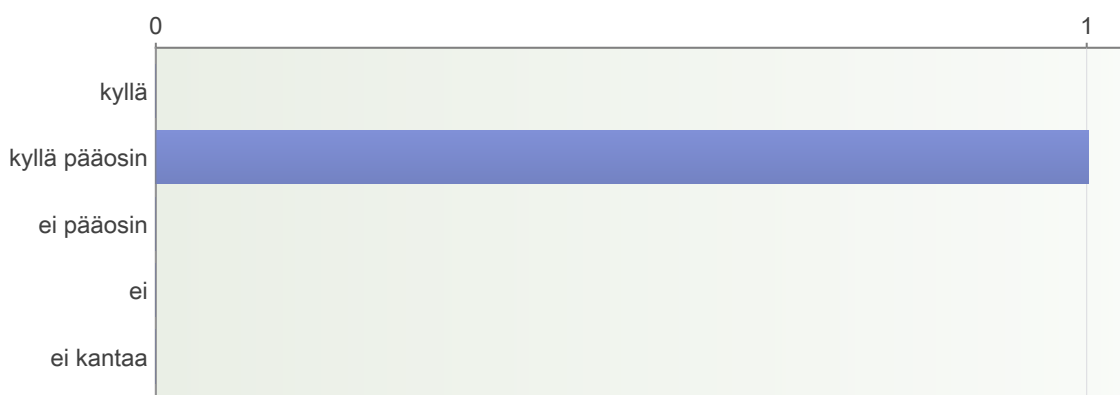 0 1
kyllä
kyllä pääosin
ei pääosin
ei
ei kantaa